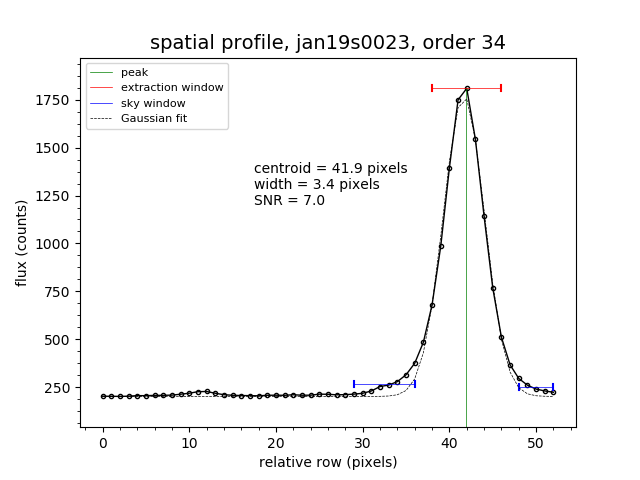 spatial profile, jan19s0023, order 34
peak
extraction window
sky window
Gaussian fit
centroid = 41.9 pixels
width = 3.4 pixels
SNR = 7.0
flux (counts)
1750
1500
1250
1000
750
500
250
0 10 20 30 40 50
relative row (pixels)